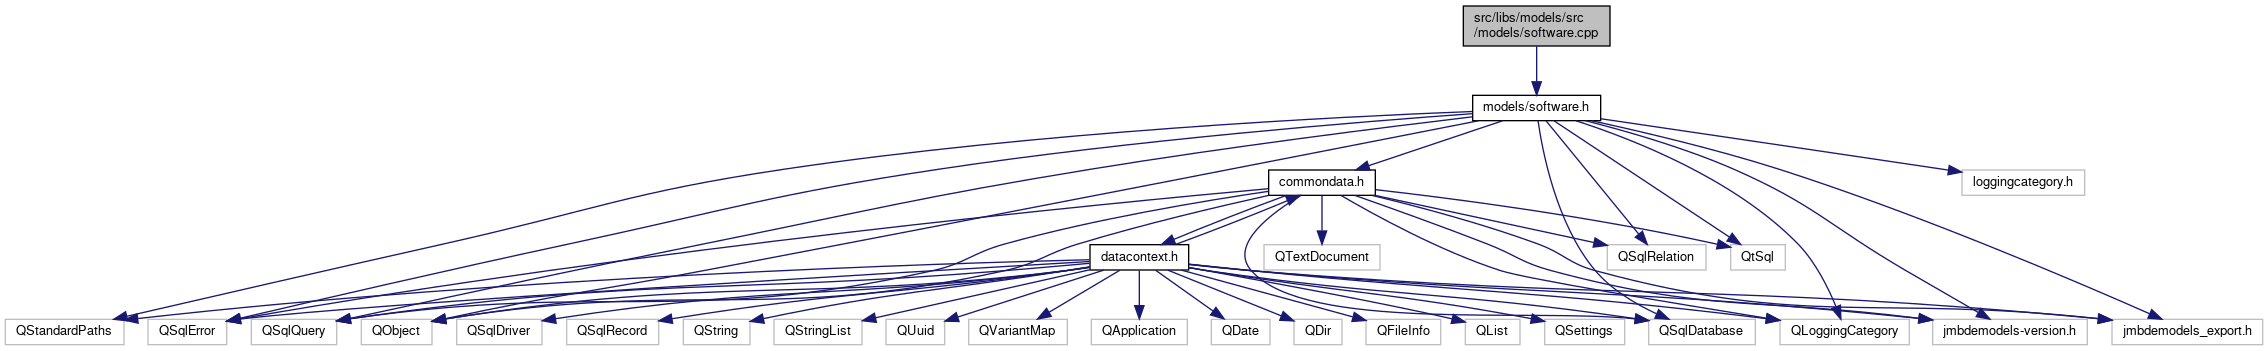 src/libs/models/src
/models/software.cpp
models/software.h
commondata.h
loggingcategory.h
datacontext.h
QTextDocument
QSqlRelation
QtSql
QStandardPaths
QSqlError
QSqlQuery
QObject
QSqlDriver
QSqlRecord
QString
QStringList
QUuid
QVariantMap
QApplication
QDate
QDir
QFileInfo
QList
QSettings
QSqlDatabase
QLoggingCategory
jmbdemodels-version.h
jmbdemodels_export.h